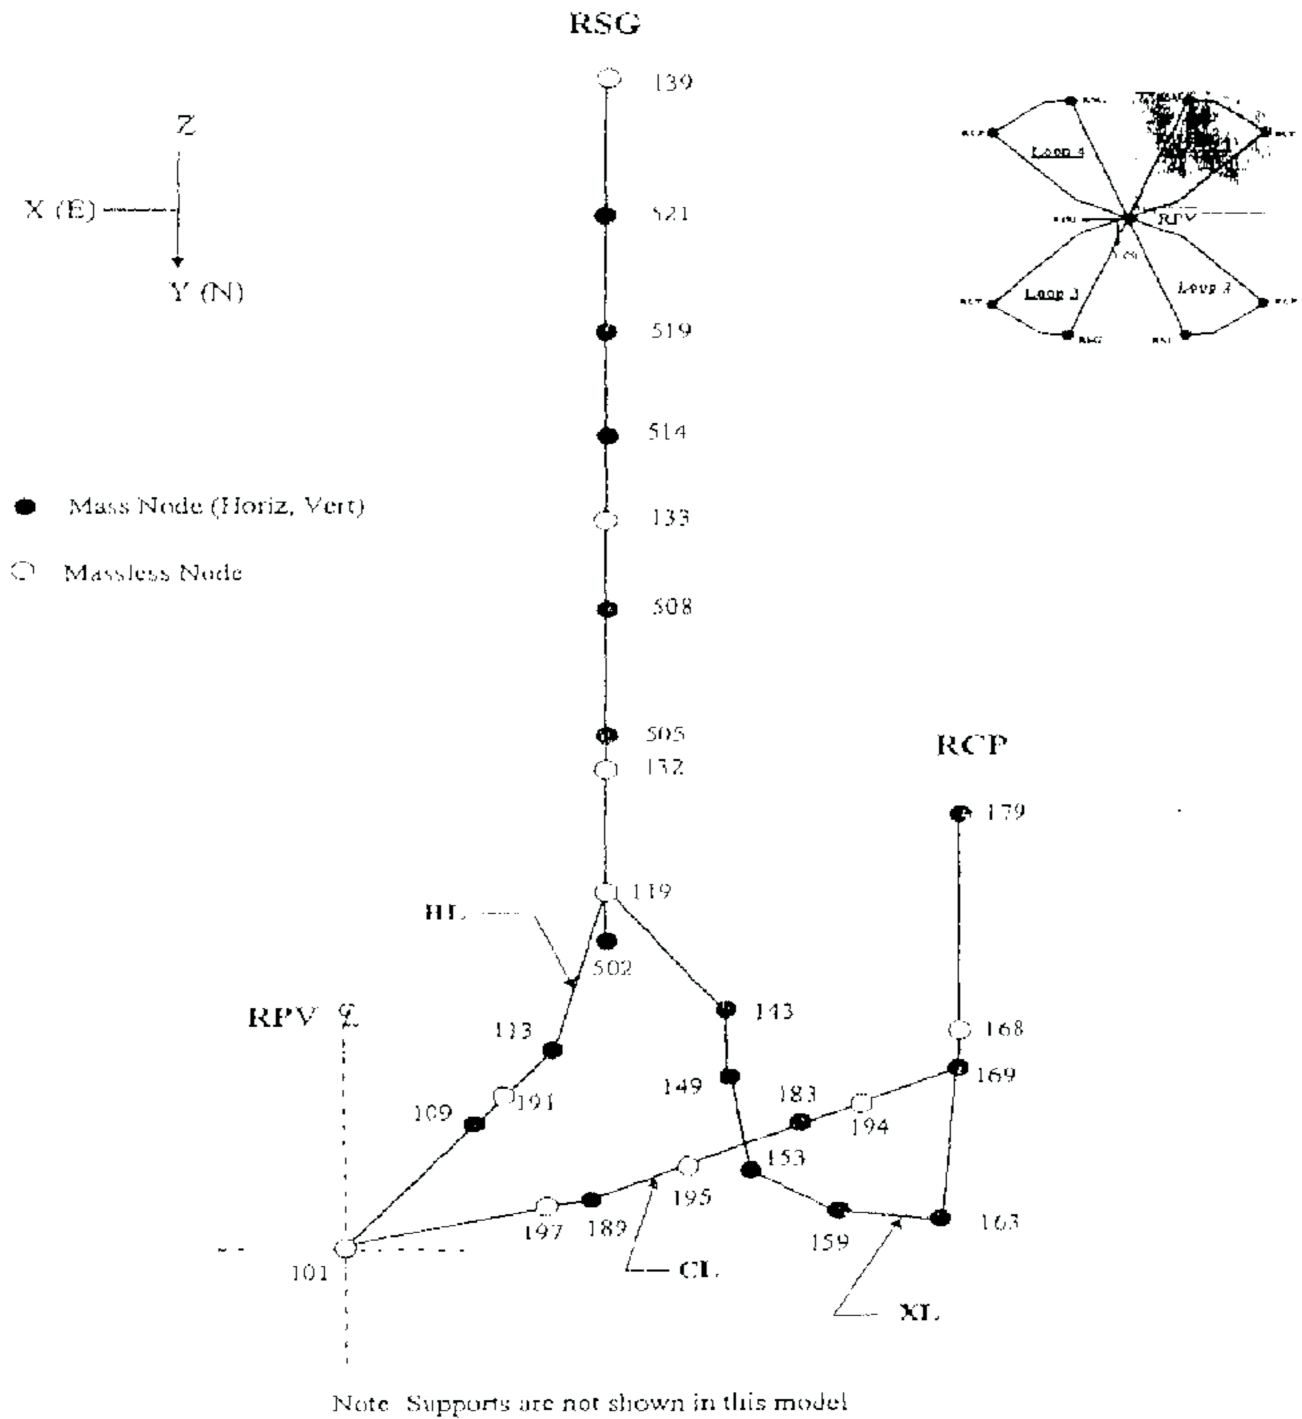 RSG
139
Z
X (E)
Y (N)
521
519
514
Mass Node (Horiz, Vert)
133
Massless Node
508
505
132
RCP
179
119
HL
502
RPV ℄
143
113
168
169
149
183
191
109
194
153
195
197
189
159
163
101
CL
XL
Note Supports are not shown in this model
Loop 4
RPV
Loop 3
RSG
RCP